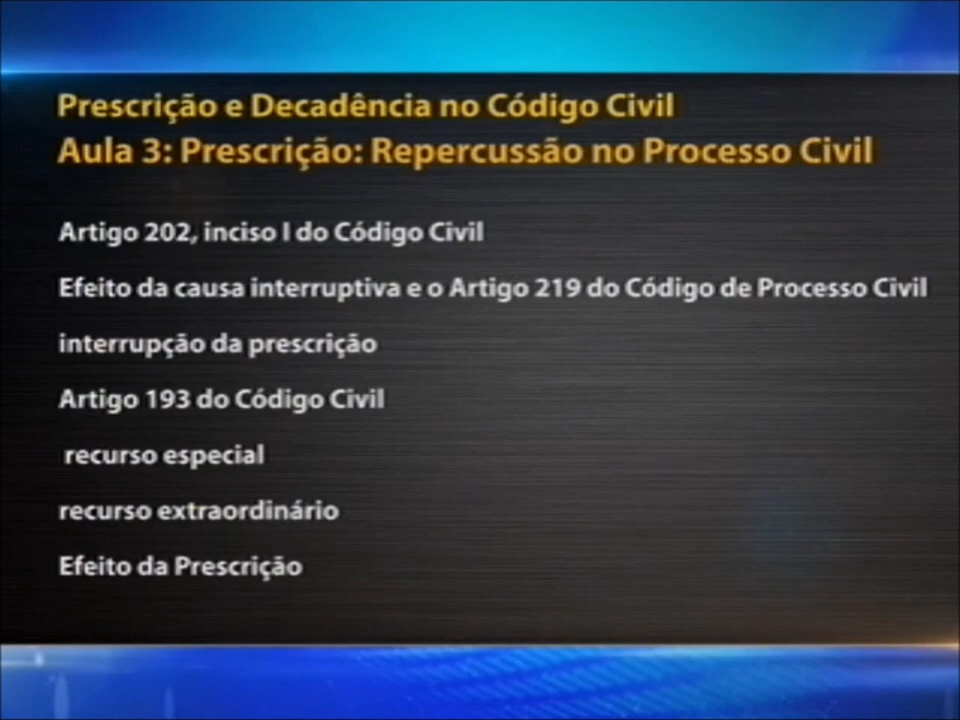 Prescrição e Decadência no Código Civil
Aula 3: Prescrição: Repercussão no Processo Civil
Artigo 202, inciso I do Código Civil
Efeito da causa interruptiva e o Artigo 219 do Código de Processo Civil
interrupção da prescrição
Artigo 193 do Código Civil
recurso especial
recurso extraordinário
Efeito da Prescrição